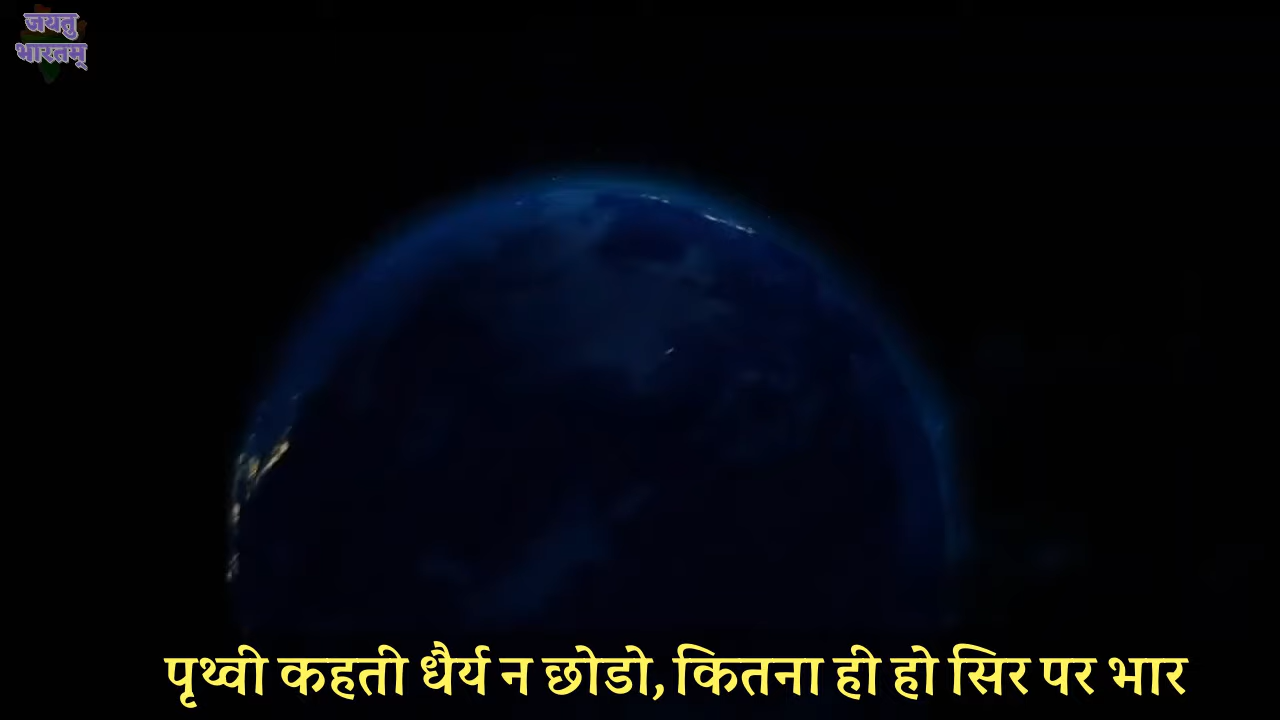 जयतु
भारतम्
पृथ्वी कहती धैर्य न छोडो, कितना ही हो सिर पर भार